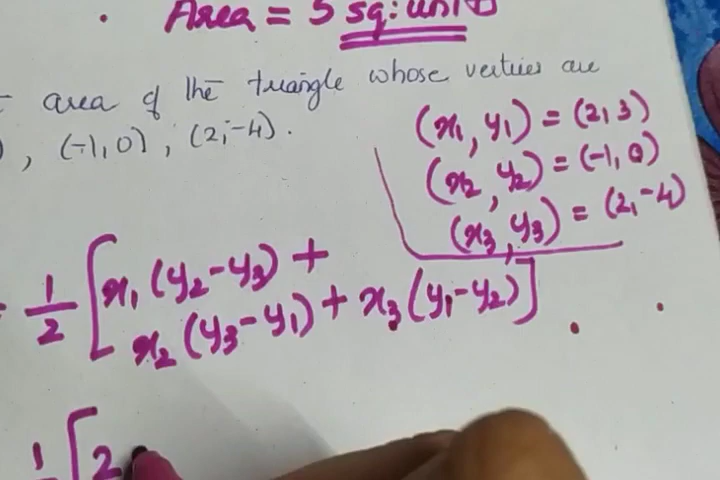 Area = 5 sq: units
area of the triangle whose vertices are
), (-1,0), (2,-4).
(x₁, y₁) = (2,3)
(x₂, y₂) = (-1,0)
(x₃, y₃) = (2,-4)
= 1/2 [x₁ (y₂-y₃) +
x₂ (y₃-y₁) + x₃ (y₁-y₂)]
1/2 [2